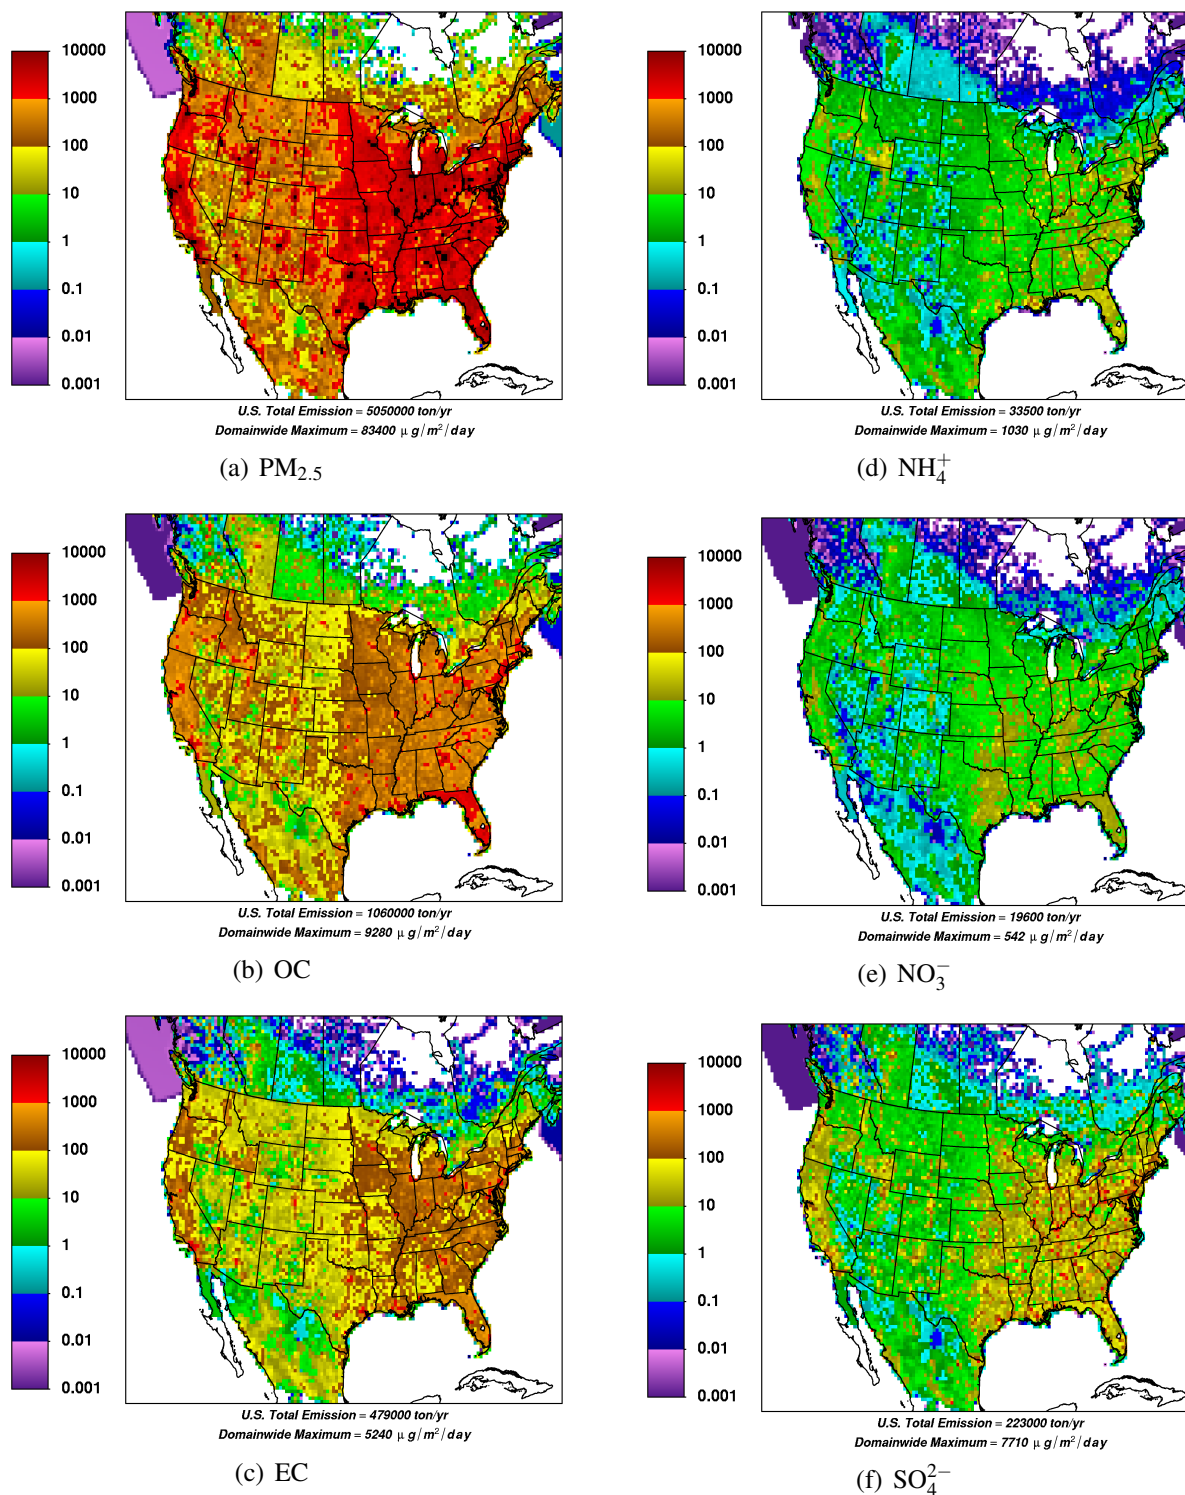 10000
1000
100
10
1
0.1
0.01
0.001
U.S. Total Emission = 5050000 ton/yr
Domainwide Maximum = 83400 μ g/m²/day
(a) PM₂.₅
10000
1000
100
10
1
0.1
0.01
0.001
U.S. Total Emission = 33500 ton/yr
Domainwide Maximum = 1030 μ g/m²/day
(d) NH₄⁺
10000
1000
100
10
1
0.1
0.01
0.001
U.S. Total Emission = 1060000 ton/yr
Domainwide Maximum = 9280 μ g/m²/day
(b) OC
10000
1000
100
10
1
0.1
0.01
0.001
U.S. Total Emission = 19600 ton/yr
Domainwide Maximum = 542 μ g/m²/day
(e) NO₃⁻
10000
1000
100
10
1
0.1
0.01
0.001
U.S. Total Emission = 479000 ton/yr
Domainwide Maximum = 5240 μ g/m²/day
(c) EC
10000
1000
100
10
1
0.1
0.01
0.001
U.S. Total Emission = 223000 ton/yr
Domainwide Maximum = 7710 μ g/m²/day
(f) SO₄²⁻